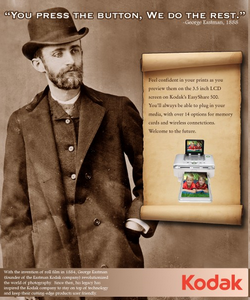 “YOU PRESS THE BUTTON, WE DO THE REST.”
-George Eastman, 1888
Feel confident in your prints as you
preview them on the 3.5 inch LCD
screen on Kodak's EasyShare 500.
You'll always be able to plug in your
media, with over 14 options for memory
cards and wireless connections.
Welcome to the future.
With the invention of roll film in 1884, George Eastman
(founder of the Eastman Kodak company) revolutionized
the world of photography. Since then, his legacy has
inspired the Kodak company to stay on top of technology
and keep their cutting-edge products user friendly.
Kodak